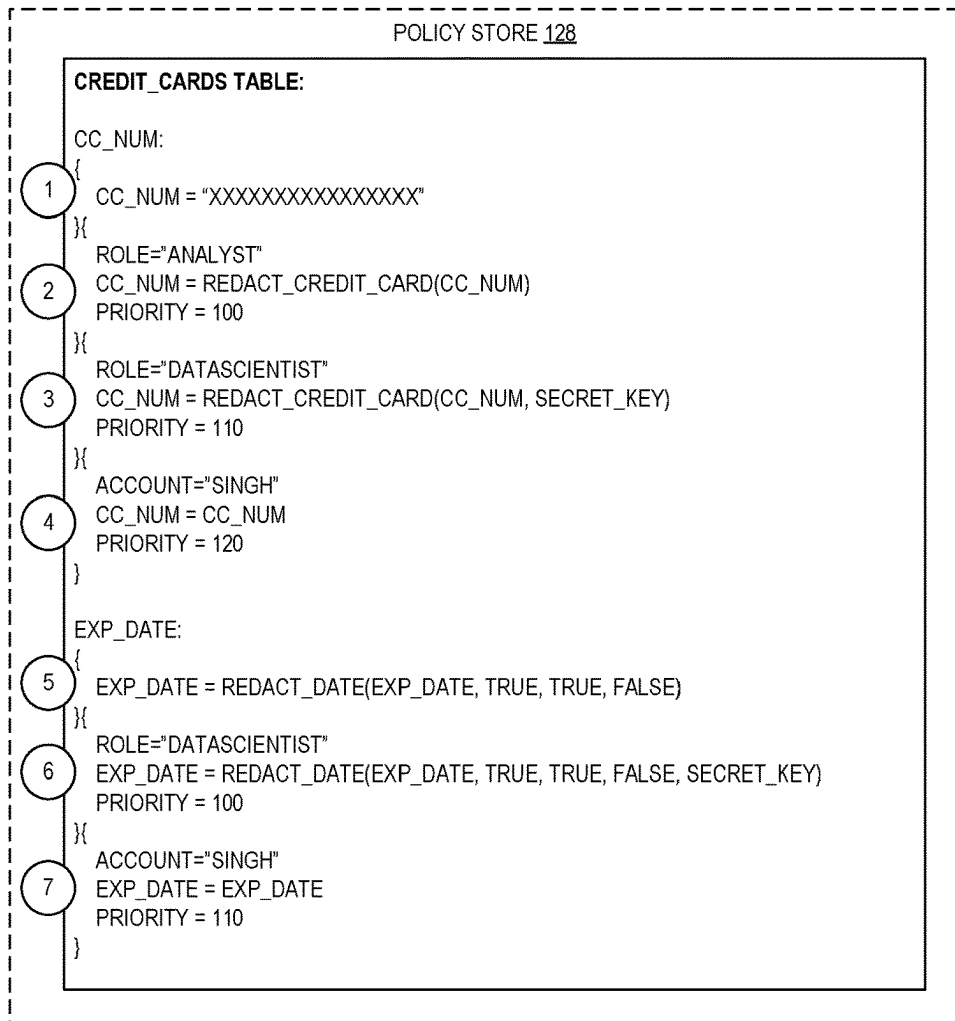 POLICY STORE 128
CREDIT_CARDS TABLE:
CC_NUM:
{
1
CC_NUM = “XXXXXXXXXXXXXXXX”
}{
ROLE=”ANALYST”
2
CC_NUM = REDACT_CREDIT_CARD(CC_NUM)
PRIORITY = 100
}{
ROLE=”DATASCIENTIST”
3
CC_NUM = REDACT_CREDIT_CARD(CC_NUM, SECRET_KEY)
PRIORITY = 110
}{
ACCOUNT=”SINGH”
4
CC_NUM = CC_NUM
PRIORITY = 120
}
EXP_DATE:
{
5
EXP_DATE = REDACT_DATE(EXP_DATE, TRUE, TRUE, FALSE)
}{
ROLE=”DATASCIENTIST”
6
EXP_DATE = REDACT_DATE(EXP_DATE, TRUE, TRUE, FALSE, SECRET_KEY)
PRIORITY = 100
}{
ACCOUNT=”SINGH”
7
EXP_DATE = EXP_DATE
PRIORITY = 110
}